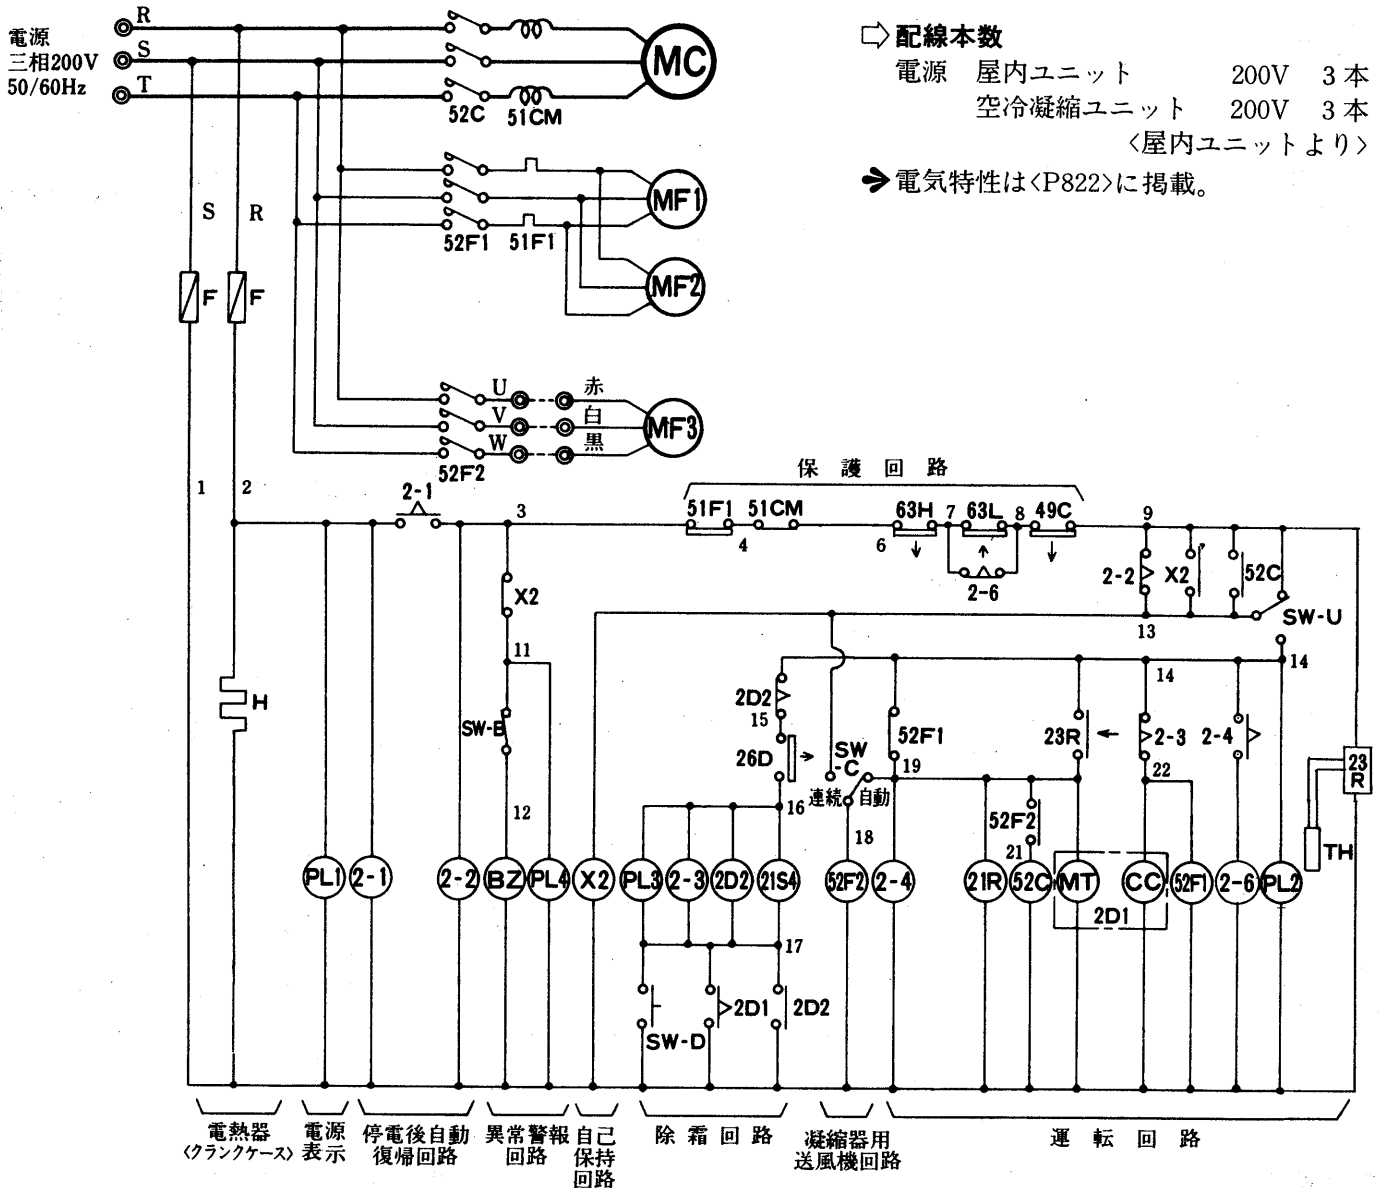 電源
三相200V
50/60Hz
R
S
T
52C
51CM
MC
⇨配線本数
電源 屋内ユニット 200V 3本
空冷凝縮ユニット 200V 3本
〈屋内ユニットより〉
➔電気特性は〈P822〉に掲載。
S
R
F
F
52F1
51F1
MF1
MF2
U
V
W
赤
白
黒
52F2
MF3
保護回路
1
2
2-1
3
51F1
51CM
4
6
63H
7
63L
8
49C
9
2-6
2-2
X2
52C
SW-U
13
X2
11
14
14
H
SW-B
2D2
15
26D
SW
-C
連続
自動
52F1
19
23R
2-3
22
2-4
23
R
TH
12
16
18
52F2
21
PL1
2-1
2-2
BZ
PL4
X2
PL3
2-3
2D2
21S4
52F2
2-4
21R
52C
MT
CC
2D1
52F1
2-6
PL2
17
SW-D
2D1
2D2
電熱器
〈クランクケース〉
電源
表示
停電後自動
復帰回路
異常警報
回路
自己
保持
回路
除霜回路
凝縮器用
送風機回路
運転回路